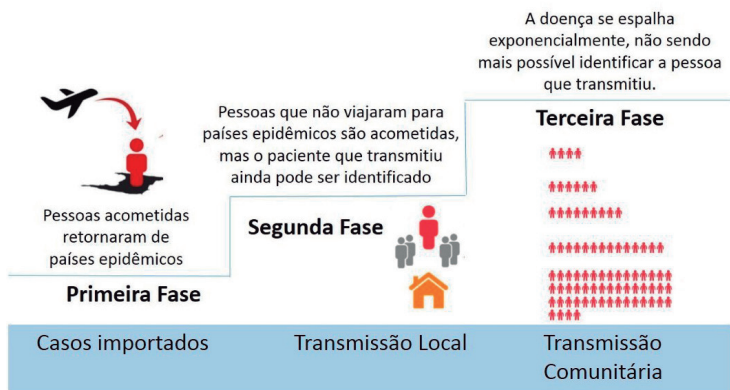 Pessoas acometidas
retornaram de
países epidêmicos
Primeira Fase
Casos importados
Pessoas que não viajaram para
países epidêmicos são acometidas,
mas o paciente que transmitiu
ainda pode ser identificado
Segunda Fase
Transmissão Local
A doença se espalha
exponencialmente, não sendo
mais possível identificar a pessoa
que transmitiu.
Terceira Fase
Transmissão
Comunitária